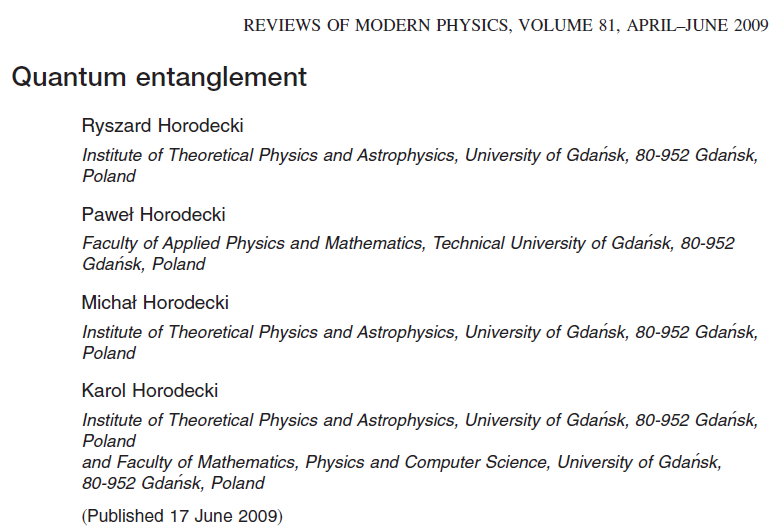 REVIEWS OF MODERN PHYSICS, VOLUME 81, APRIL–JUNE 2009
Quantum entanglement
Ryszard Horodecki
Institute of Theoretical Physics and Astrophysics, University of Gdańsk, 80-952 Gdańsk,
Poland
Paweł Horodecki
Faculty of Applied Physics and Mathematics, Technical University of Gdańsk, 80-952
Gdańsk, Poland
Michał Horodecki
Institute of Theoretical Physics and Astrophysics, University of Gdańsk, 80-952 Gdańsk,
Poland
Karol Horodecki
Institute of Theoretical Physics and Astrophysics, University of Gdańsk, 80-952 Gdańsk,
Poland
and Faculty of Mathematics, Physics and Computer Science, University of Gdańsk,
80-952 Gdańsk, Poland
(Published 17 June 2009)